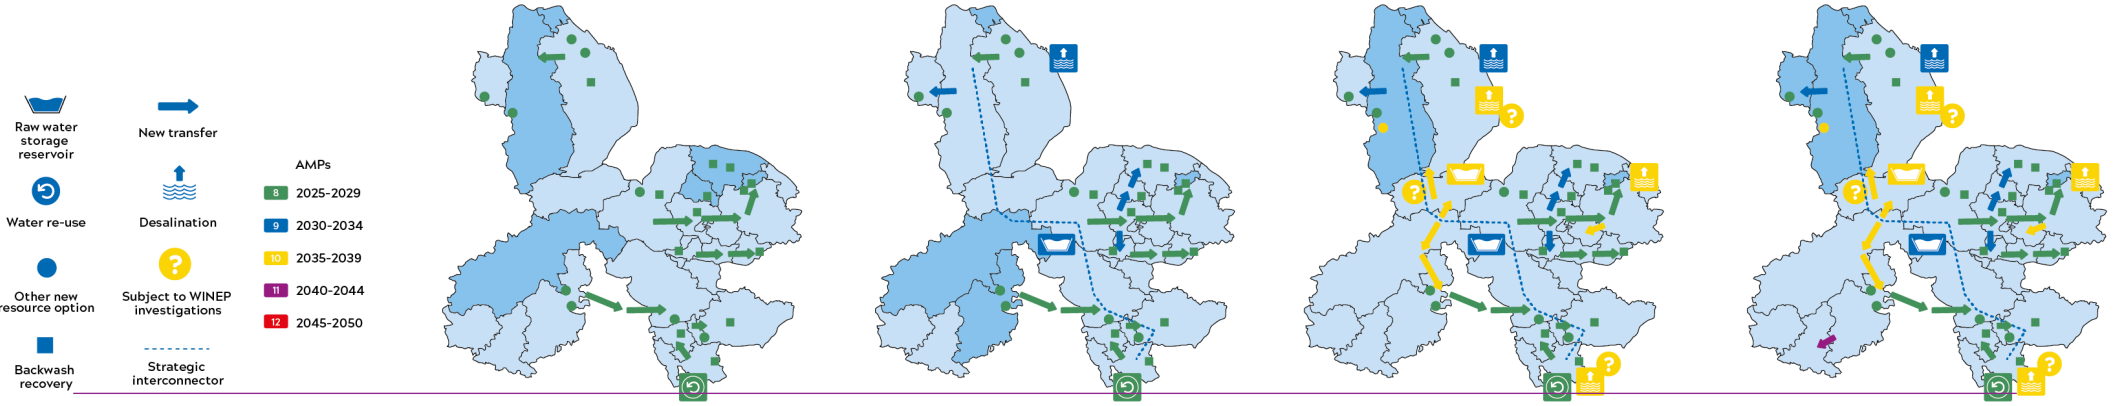 Raw water
storage
reservoir
New transfer
Water re-use
Desalination
Other new
resource option
Subject to WINEP
investigations
Backwash
recovery
Strategic
interconnector
AMPs
8 2025-2029
9 2030-2034
10 2035-2039
11 2040-2044
12 2045-2050
?
?
?
?
?
?
?